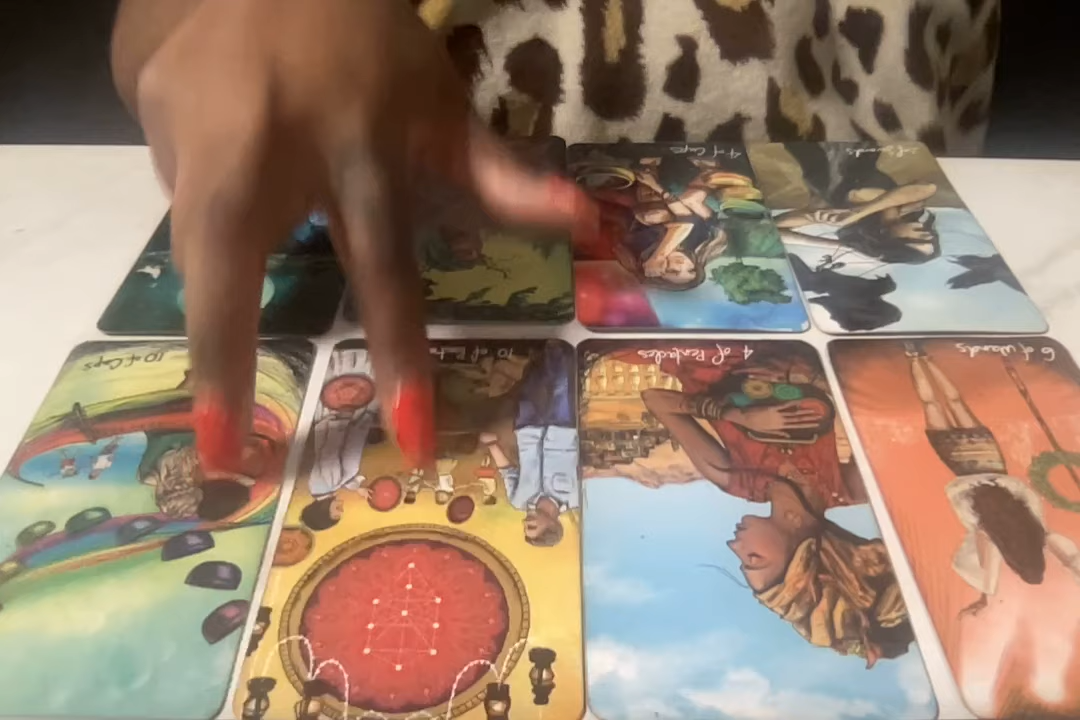 4 of Cups
of Wands
10 of Cups
10 of
4 of Pentacles
6 of Wands